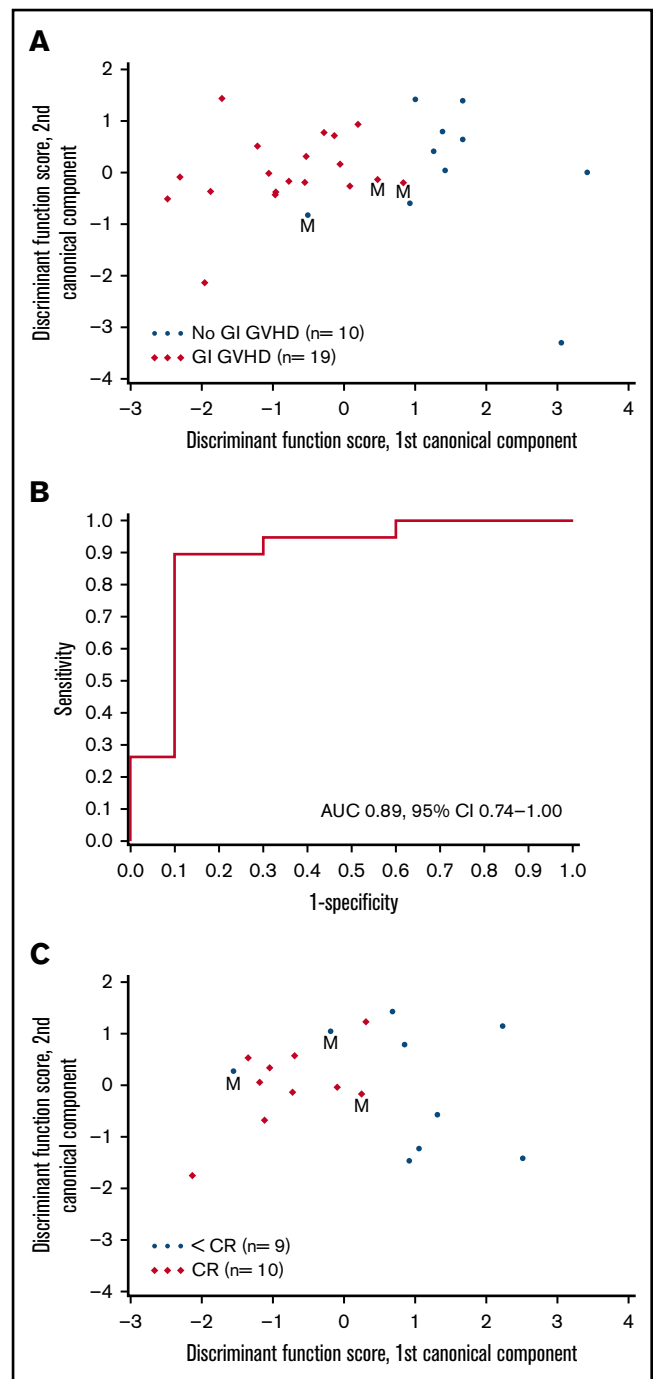 A
Discriminant function score, 2nd
canonical component
2
1
0
−1
−2
−3
−4
M
M
M
No GI GVHD (n= 10)
GI GVHD (n= 19)
−3 −2 −1 0 1 2 3 4
Discriminant function score, 1st canonical component
B
Sensitivity
1.0
0.9
0.8
0.7
0.6
0.5
0.4
0.3
0.2
0.1
0.0
AUC 0.89, 95% CI 0.74–1.00
0.0 0.1 0.3 0.3 0.4 0.5 0.6 0.7 0.8 0.9 1.0
1-specificity
C
Discriminant function score, 2nd
canonical component
2
1
0
−1
−2
−3
−4
M
M
M
< CR (n= 9)
CR (n= 10)
−3 −2 −1 0 1 2 3 4
Discriminant function score, 1st canonical component